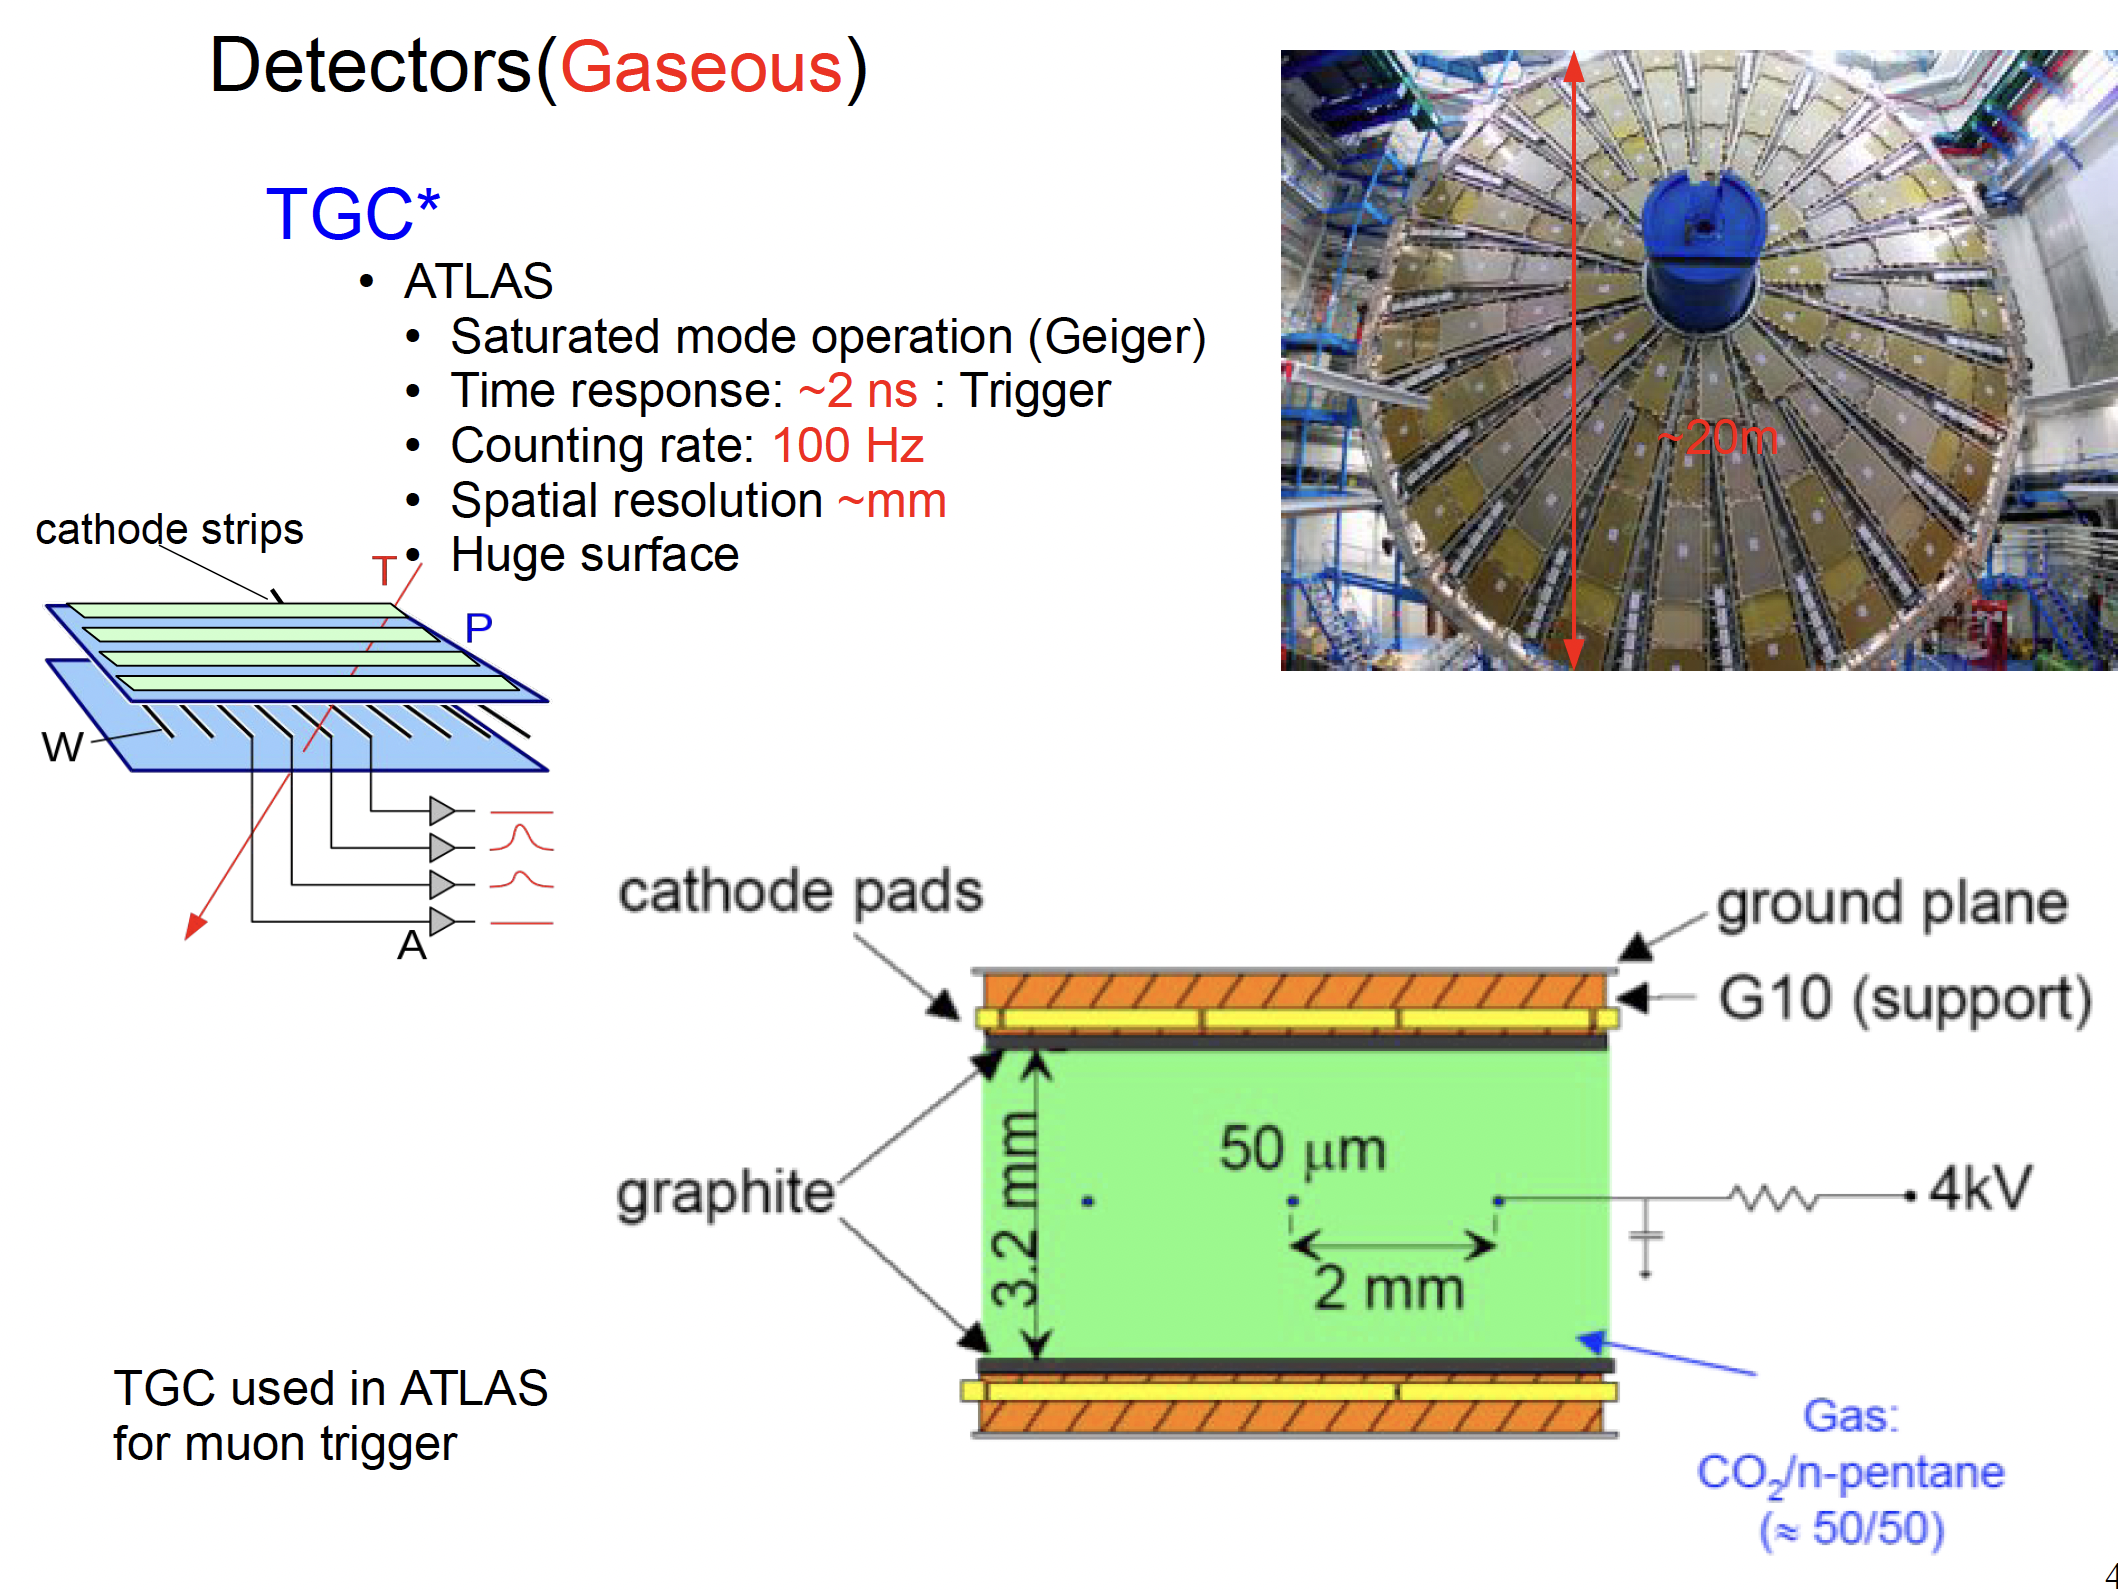 Detectors(Gaseous)
TGC*
• ATLAS
• Saturated mode operation (Geiger)
• Time response: ~2 ns : Trigger
• Counting rate: 100 Hz
• Spatial resolution ~mm
• Huge surface
~20m
cathode strips
T
P
W
A
cathode pads
ground plane
G10 (support)
graphite
3.2 mm
50 μm
2 mm
4kV
Gas:
CO₂/n-pentane
(≈ 50/50)
TGC used in ATLAS
for muon trigger